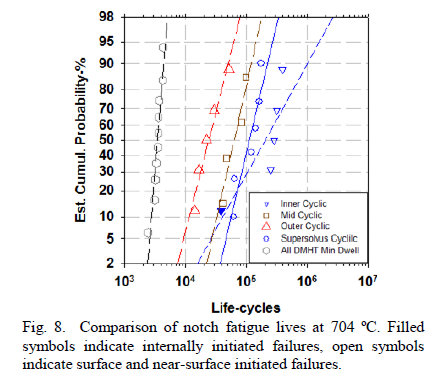 98
95
90
80
70
60
50
40
30
20
10
5
2
Est. Cumul. Probability-%
Inner Cyclic
Mid Cyclic
Outer Cyclic
Supersolvus Cyclilc
All DMHT Min Dwell
10³ 10⁴ 10⁵ 10⁶ 10⁷
Life-cycles
Fig. 8. Comparison of notch fatigue lives at 704 ºC. Filled
symbols indicate internally initiated failures, open symbols
indicate surface and near-surface initiated failures.